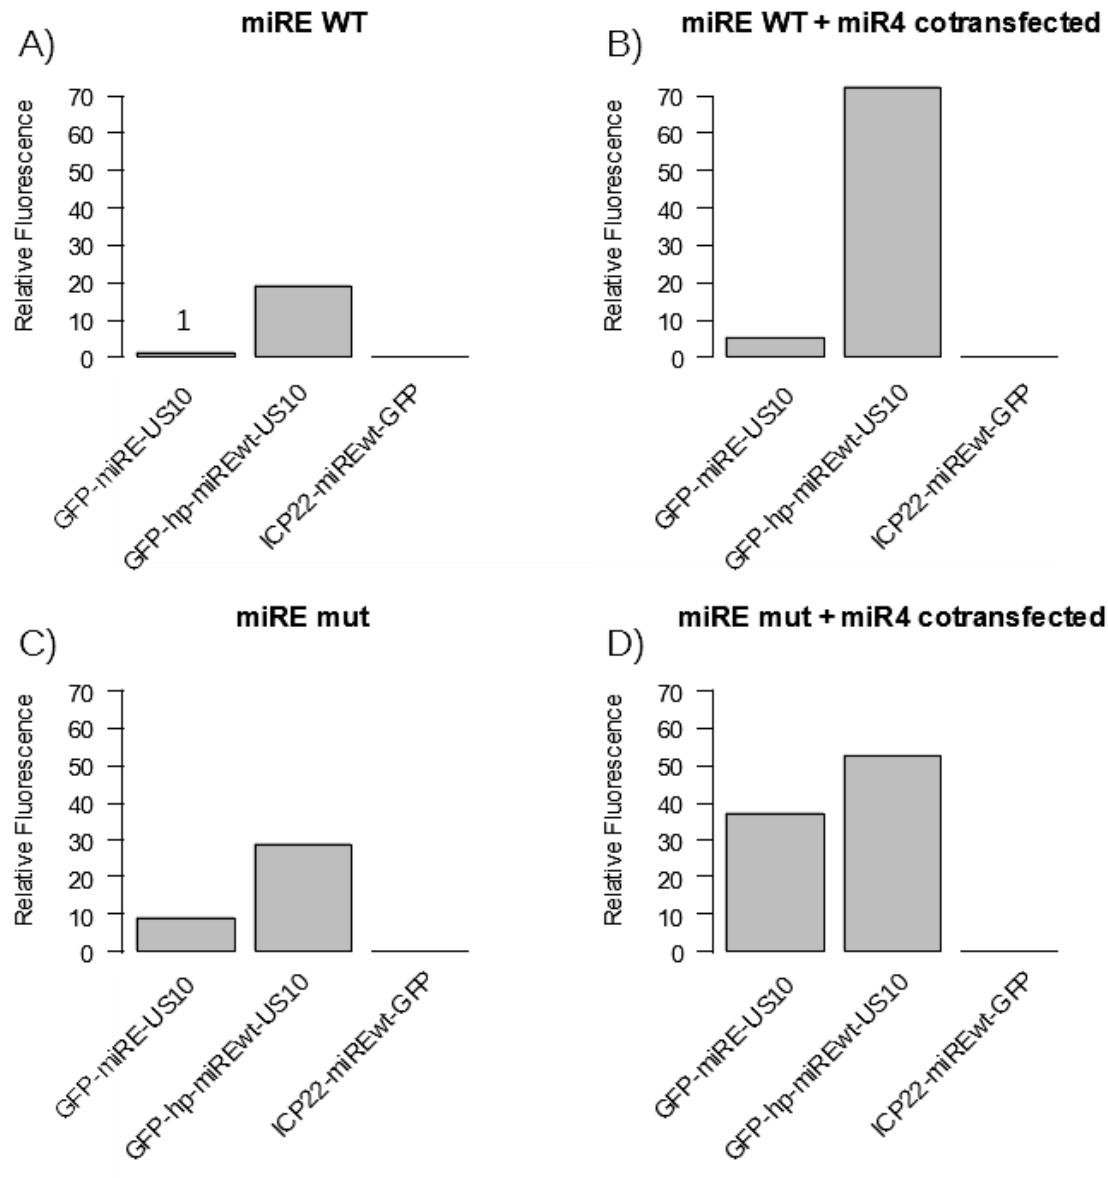 A)
miRE WT
Relative Fluorescence
70
60
50
40
30
20
10
0
1
GFP-miRE-US10
GFP-hp-miREwt-US10
ICP22-miREwt-GFP
B)
miRE WT + miR4 cotransfected
Relative Fluorescence
70
60
50
40
30
20
10
0
GFP-miRE-US10
GFP-hp-miREwt-US10
ICP22-miREwt-GFP
C)
miRE mut
Relative Fluorescence
70
60
50
40
30
20
10
0
GFP-miRE-US10
GFP-hp-miREwt-US10
ICP22-miREwt-GFP
D)
miRE mut + miR4 cotransfected
Relative Fluorescence
70
60
50
40
30
20
10
0
GFP-miRE-US10
GFP-hp-miREwt-US10
ICP22-miREwt-GFP